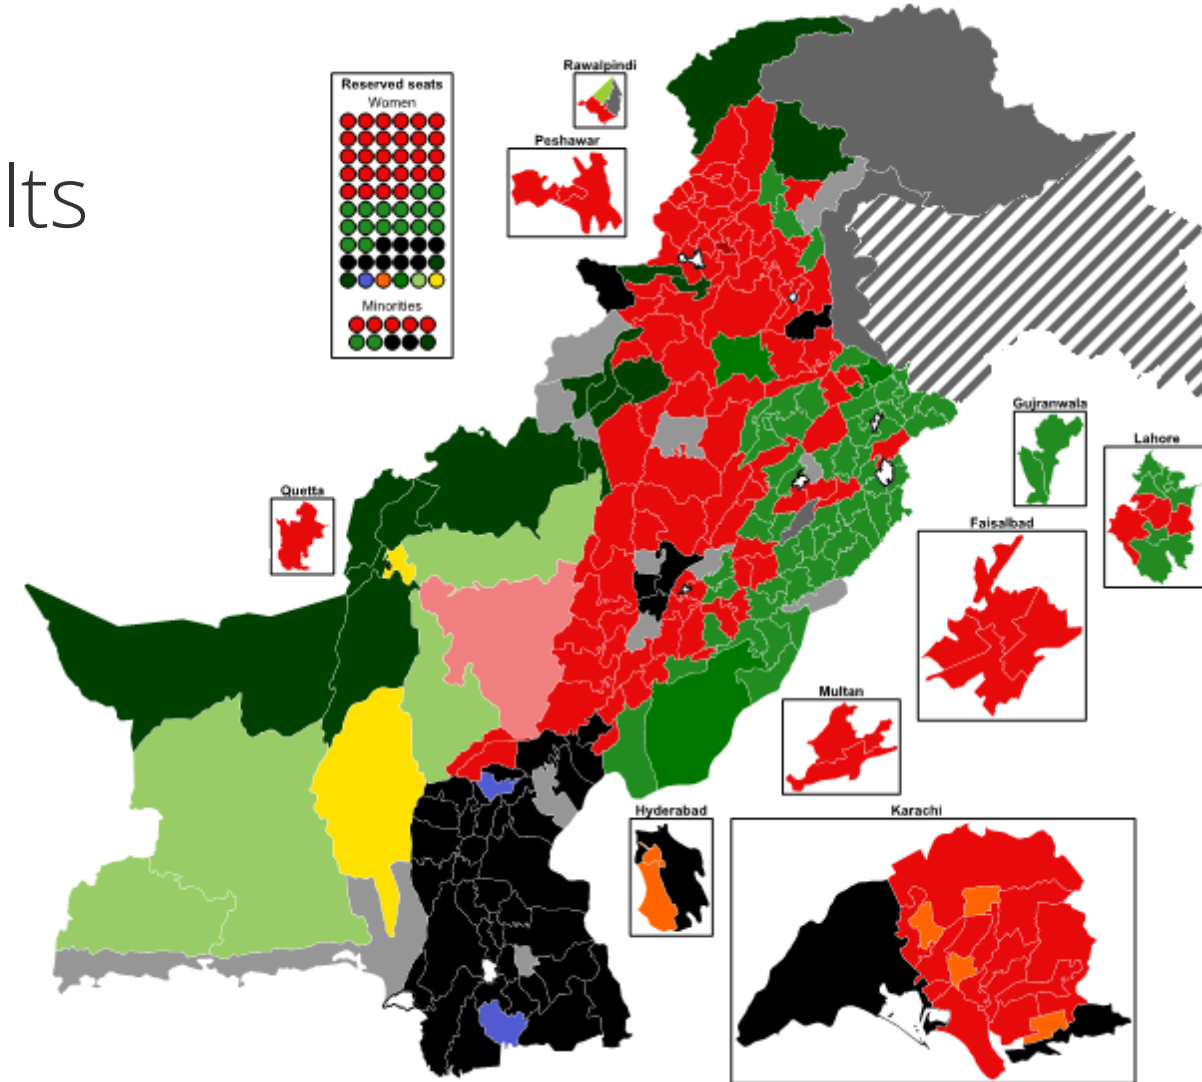 lts
Reserved seats
Women
Minorities
Rawalpindi
Peshawar
Quetta
Gujranwala
Lahore
Faisalbad
Multan
Hyderabad
Karachi